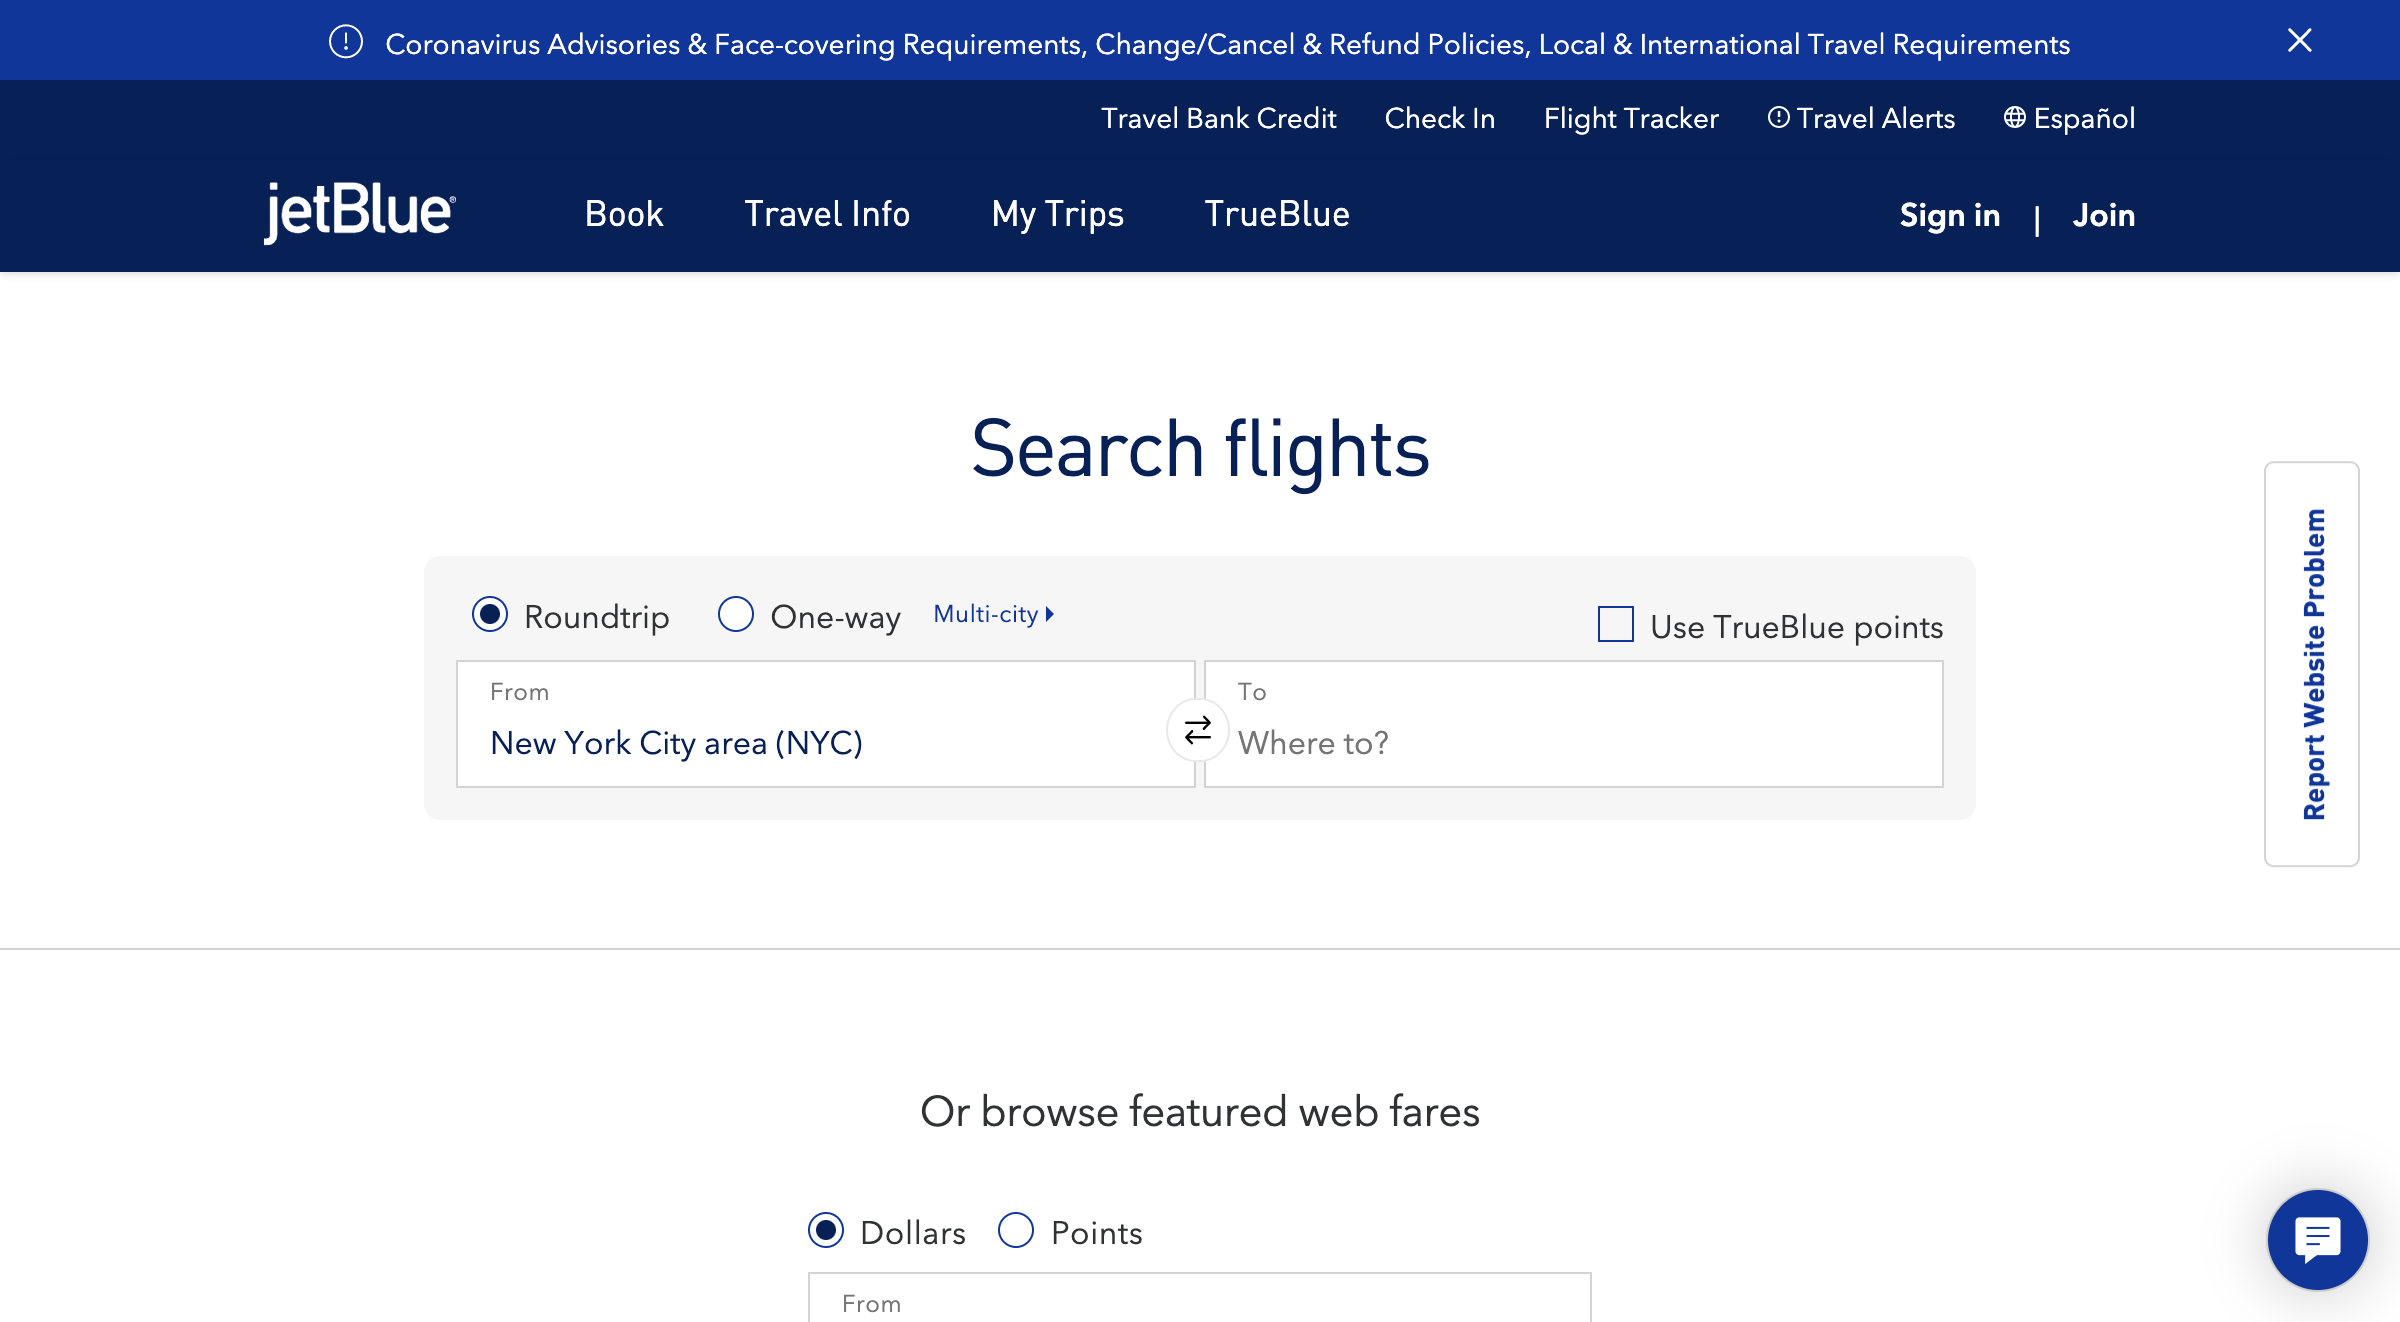 Coronavirus Advisories & Face-covering Requirements, Change/Cancel & Refund Policies, Local & International Travel Requirements
Travel Bank Credit Check In Flight Tracker Travel Alerts Español
jetBlue® Book Travel Info My Trips TrueBlue Sign in | Join
Search flights
Roundtrip One-way Multi-city Use TrueBlue points
From To
New York City area (NYC) Where to?
Report Website Problem
Or browse featured web fares
Dollars Points
From